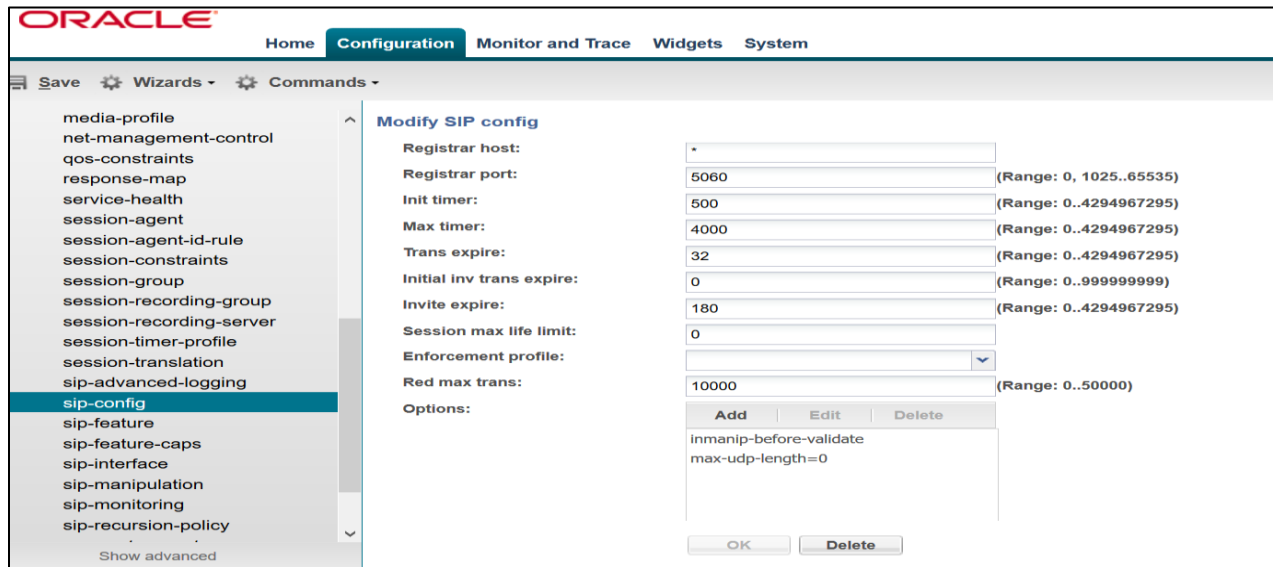 ORACLE
Home Configuration Monitor and Trace Widgets System
Save Wizards Commands
media-profile
net-management-control
qos-constraints
response-map
service-health
session-agent
session-agent-id-rule
session-constraints
session-group
session-recording-group
session-recording-server
session-timer-profile
session-translation
sip-advanced-logging
sip-config
sip-feature
sip-feature-caps
sip-interface
sip-manipulation
sip-monitoring
sip-recursion-policy
Show advanced
Modify SIP config
Registrar host: *
Registrar port: 5060 (Range: 0, 1025..65535)
Init timer: 500 (Range: 0..4294967295)
Max timer: 4000 (Range: 0..4294967295)
Trans expire: 32 (Range: 0..4294967295)
Initial inv trans expire: 0 (Range: 0..999999999)
Invite expire: 180 (Range: 0..4294967295)
Session max life limit: 0
Enforcement profile:
Red max trans: 10000 (Range: 0..50000)
Options: Add Edit Delete
inmanip-before-validate
max-udp-length=0
OK Delete